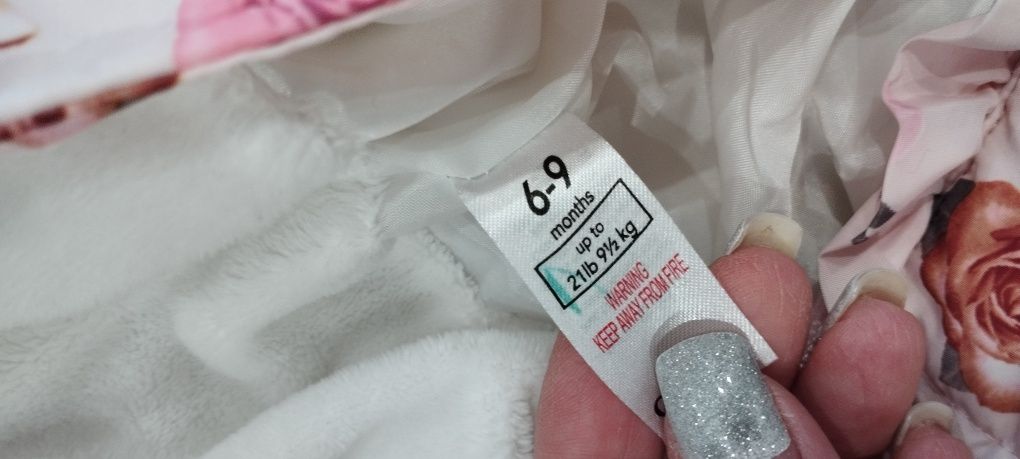 6-9
months
up to
21lb 9½ kg
WARNING
KEEP AWAY FROM FIRE